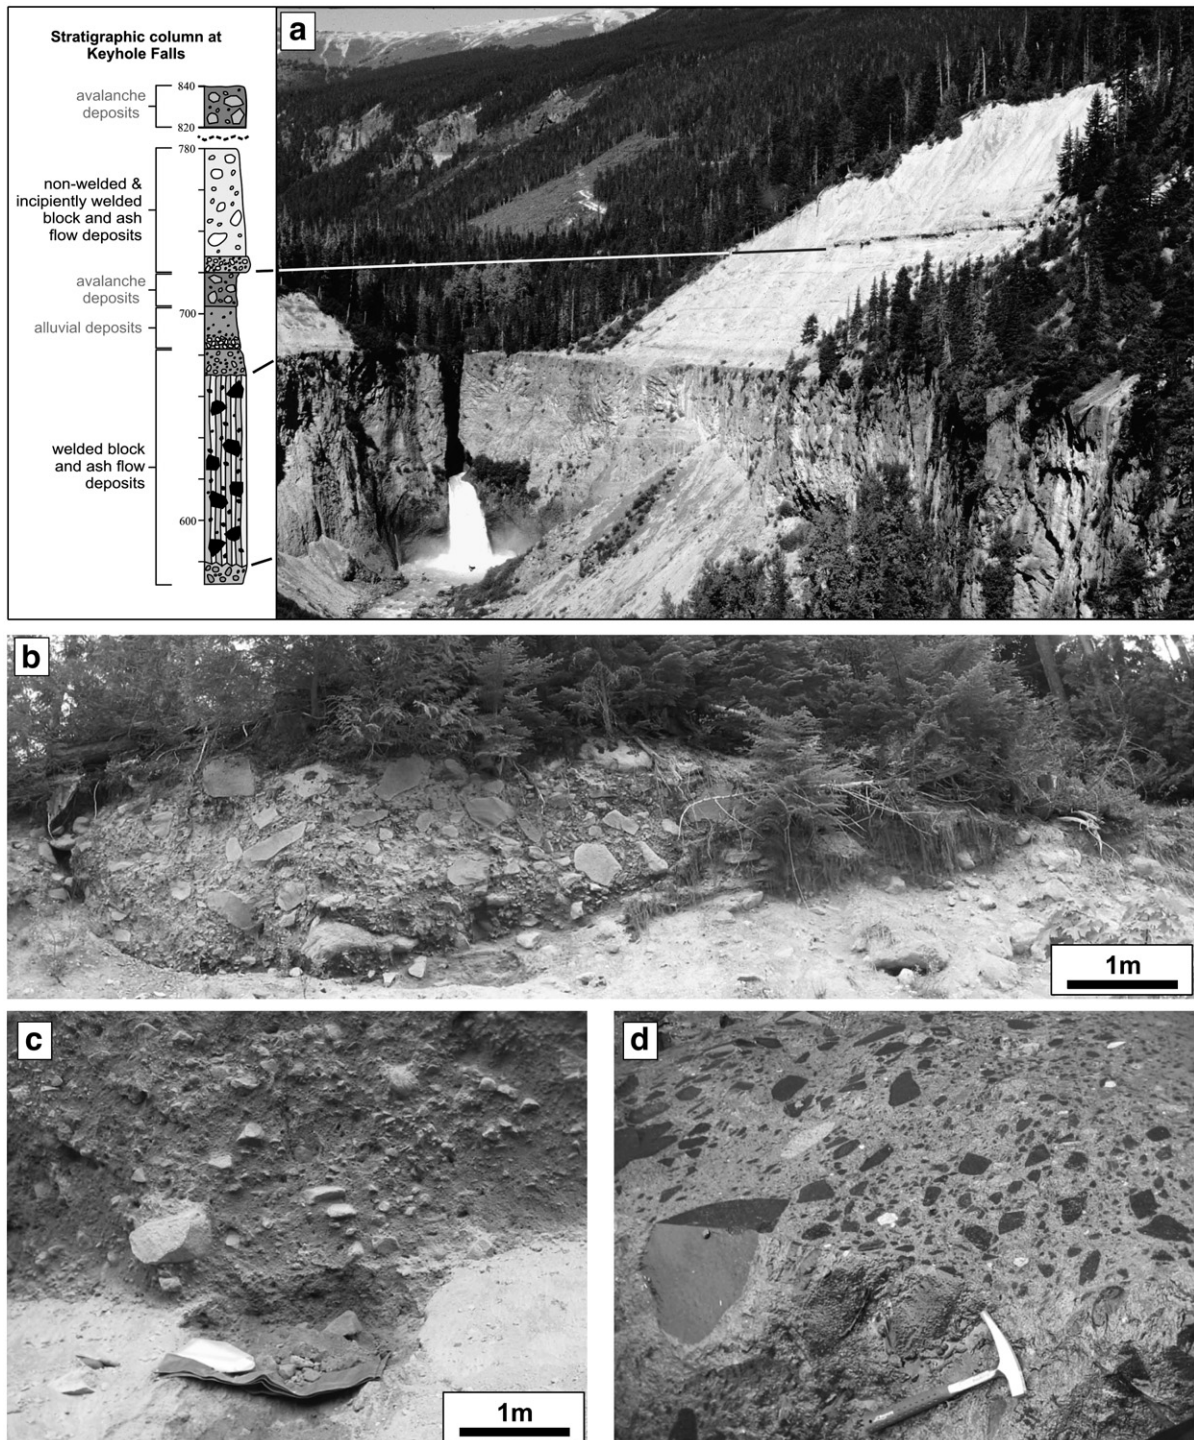 Stratigraphic column at
Keyhole Falls
a
avalanche
deposits
840
820
780
non-welded &
incipiently welded
block and ash
flow deposits
avalanche
deposits
700
alluvial deposits
welded block
and ash flow
deposits
600
b
1m
c
1m
d